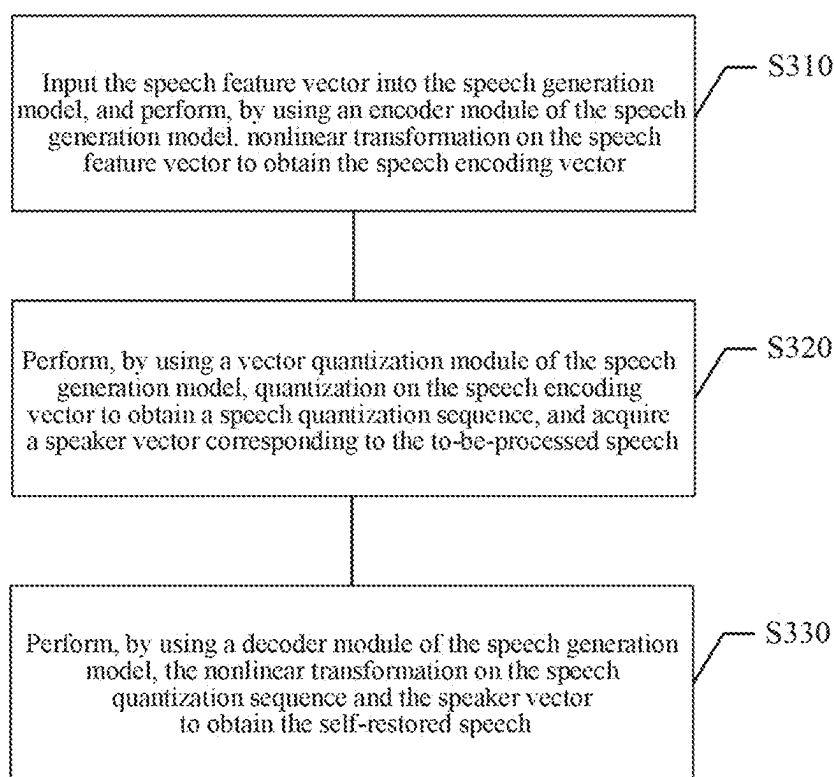 Input the speech feature vector into the speech generation
model, and perform, by using an encoder module of the speech
generation model, nonlinear transformation on the speech
feature vector to obtain the speech encoding vector
S310
Perform, by using a vector quantization module of the speech
generation model, quantization on the speech encoding
vector to obtain a speech quantization sequence, and acquire
a speaker vector corresponding to the to-be-processed speech
S320
Perform, by using a decoder module of the speech generation
model, the nonlinear transformation on the speech
quantization sequence and the speaker vector
to obtain the self-restored speech
S330